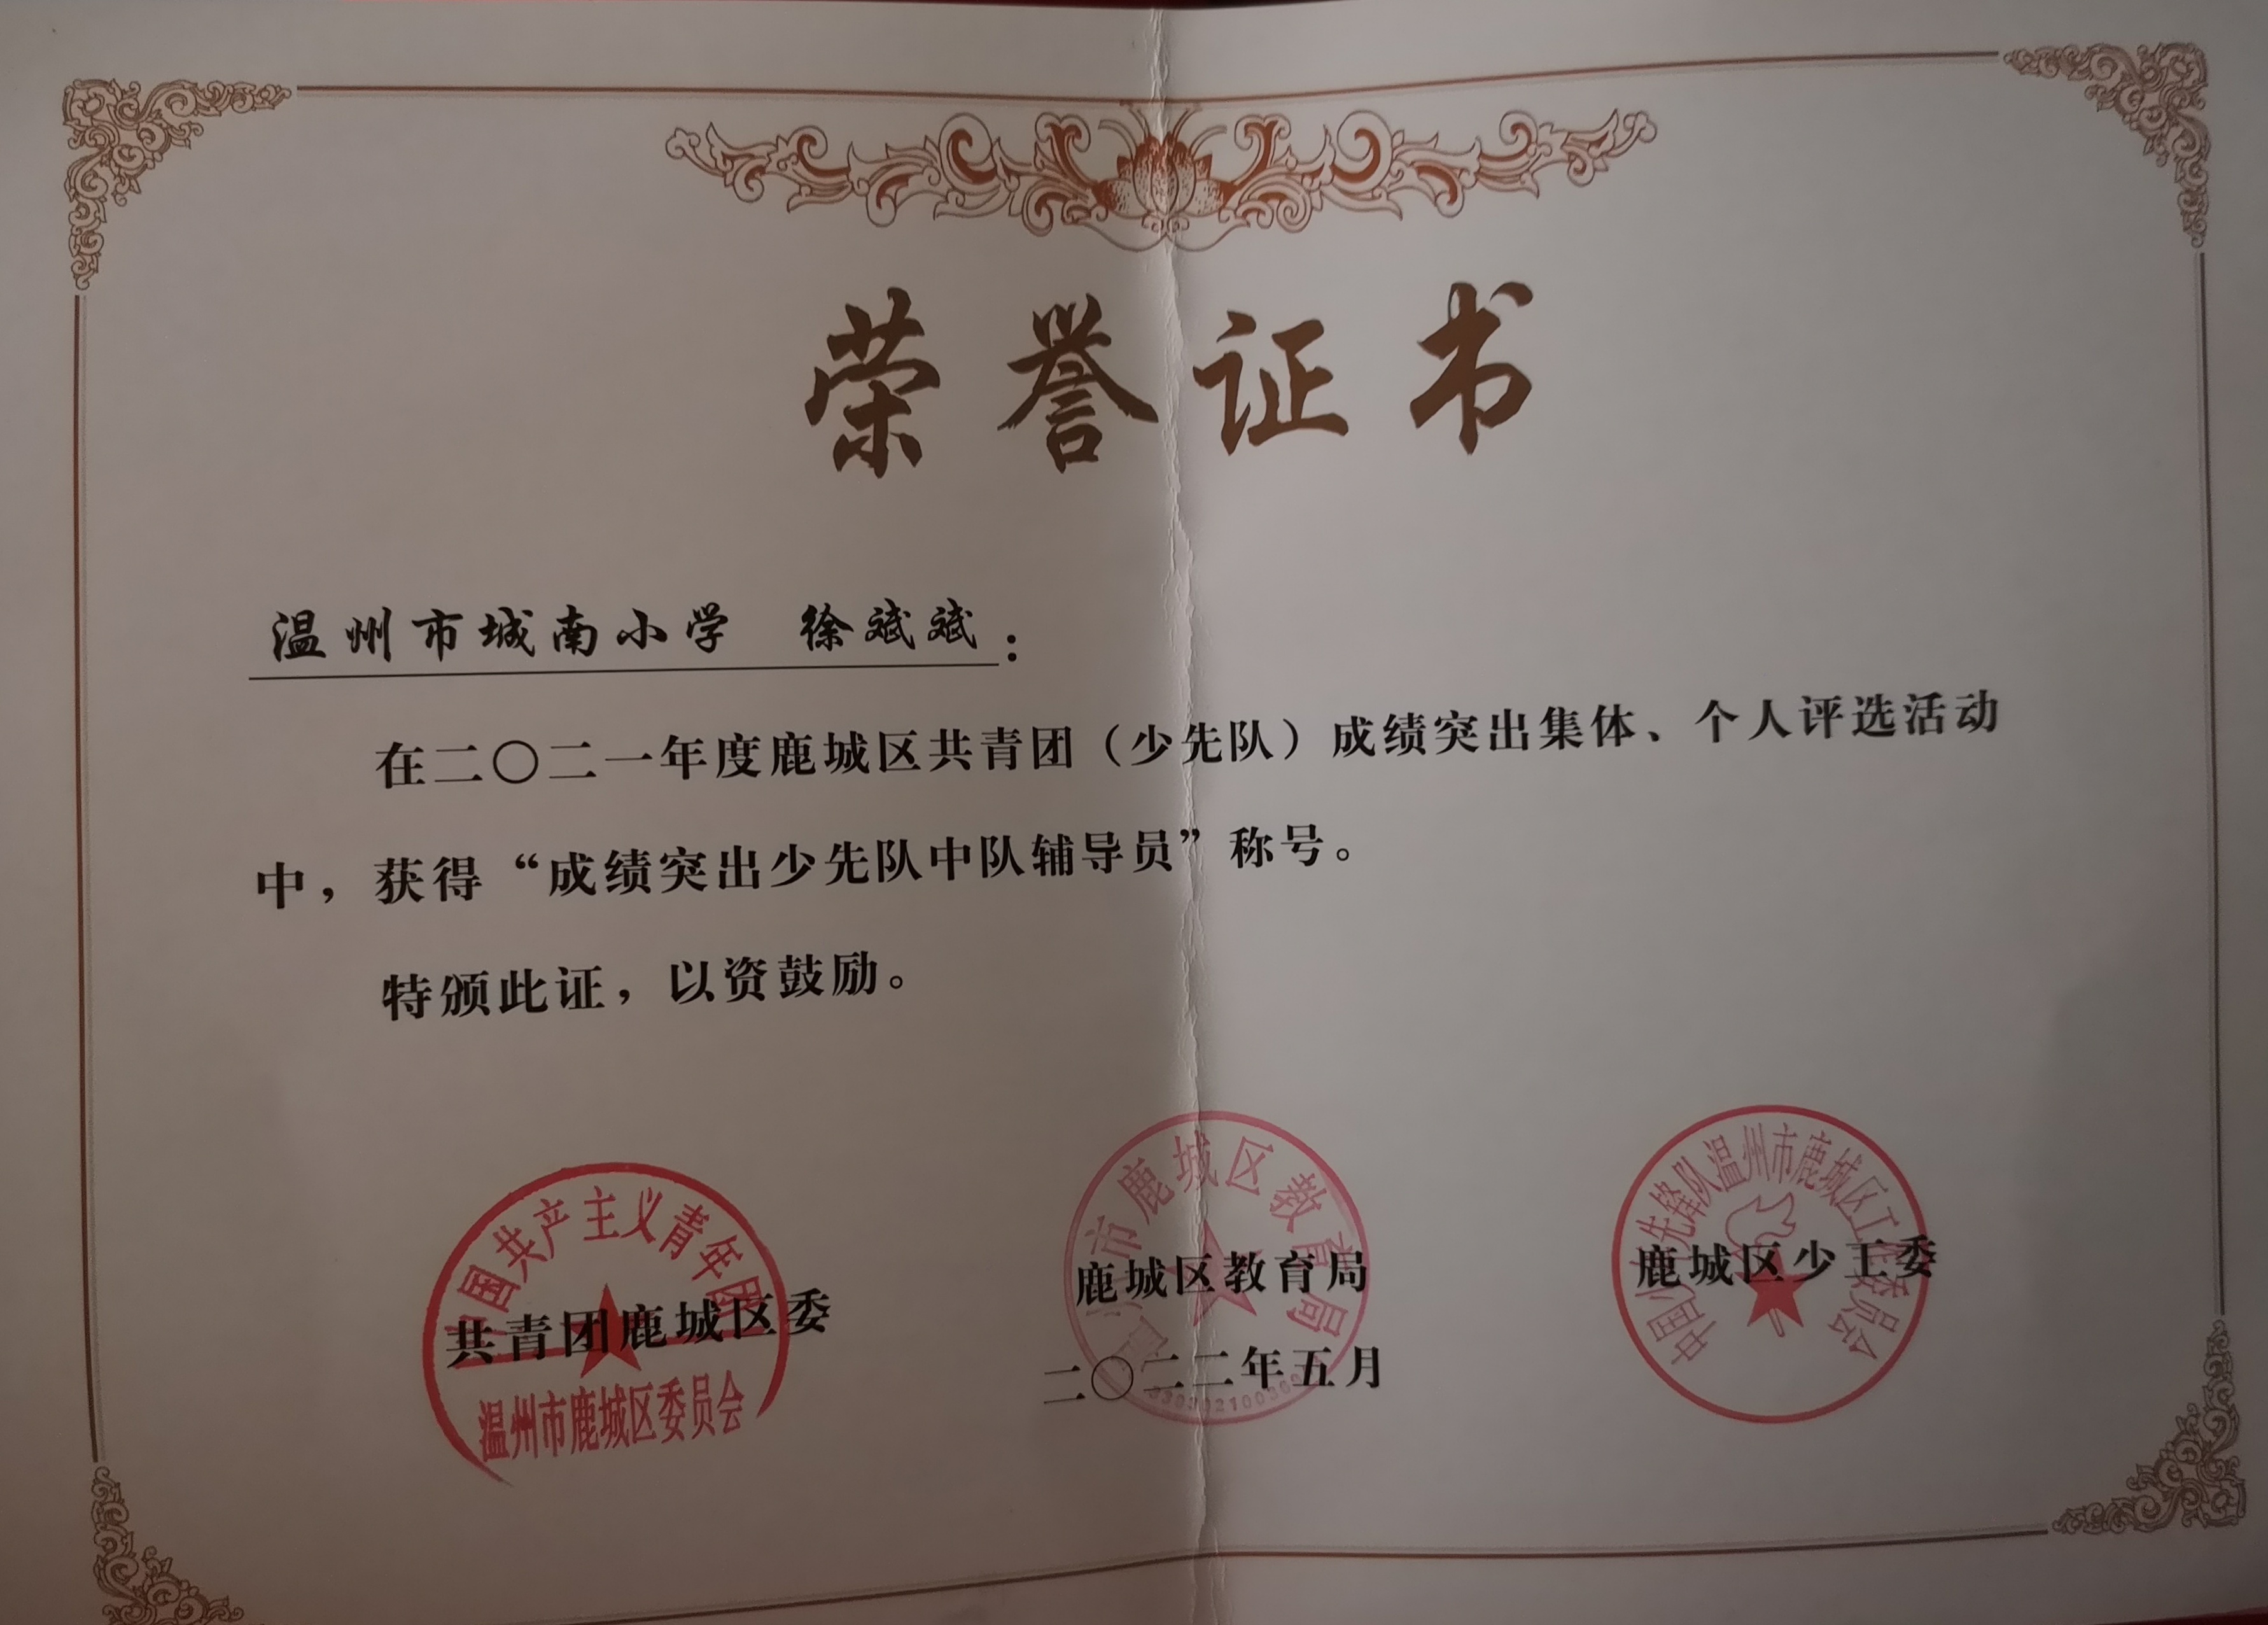 荣誉证书
温州市城南小学 徐斌斌：
在二〇二一年度鹿城区共青团（少先队）成绩突出集体、个人评选活动
中，获得“成绩突出少先队中队辅导员”称号。
特颁此证，以资鼓励。
中国共产主义青年团
共青团鹿城区委
温州市鹿城区委员会
市鹿城区教育局
鹿城区教育局
二〇二二年五月
中国少年先锋队温州市鹿城区工作委员会
鹿城区少工委